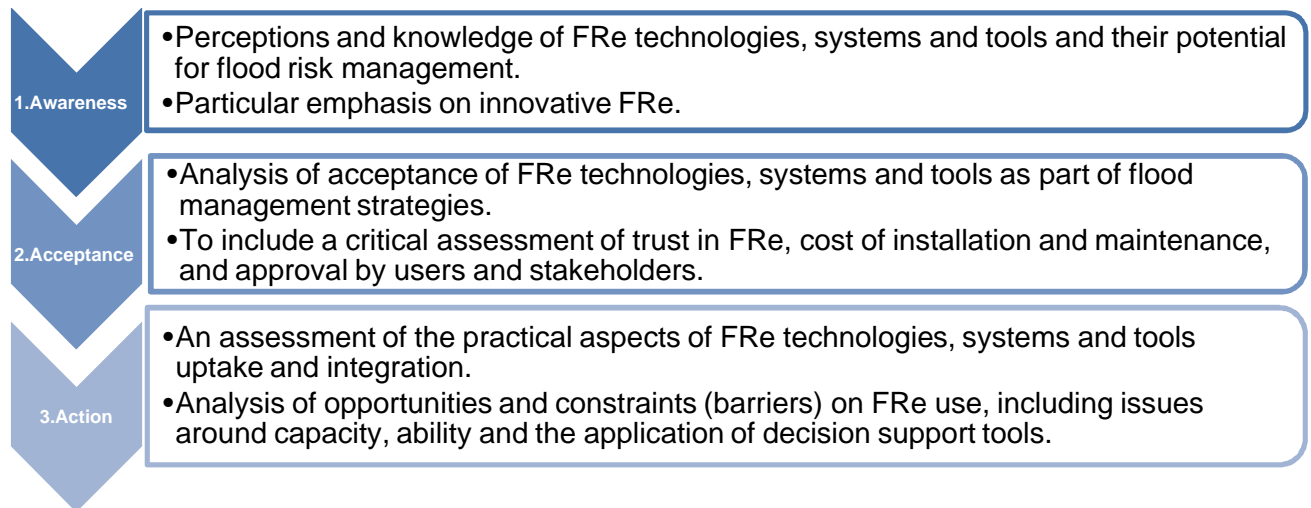 1.Awareness
•Perceptions and knowledge of FRe technologies, systems and tools and their potential
for flood risk management.
•Particular emphasis on innovative FRe.
2.Acceptance
•Analysis of acceptance of FRe technologies, systems and tools as part of flood
management strategies.
•To include a critical assessment of trust in FRe, cost of installation and maintenance,
and approval by users and stakeholders.
3.Action
•An assessment of the practical aspects of FRe technologies, systems and tools
uptake and integration.
•Analysis of opportunities and constraints (barriers) on FRe use, including issues
around capacity, ability and the application of decision support tools.